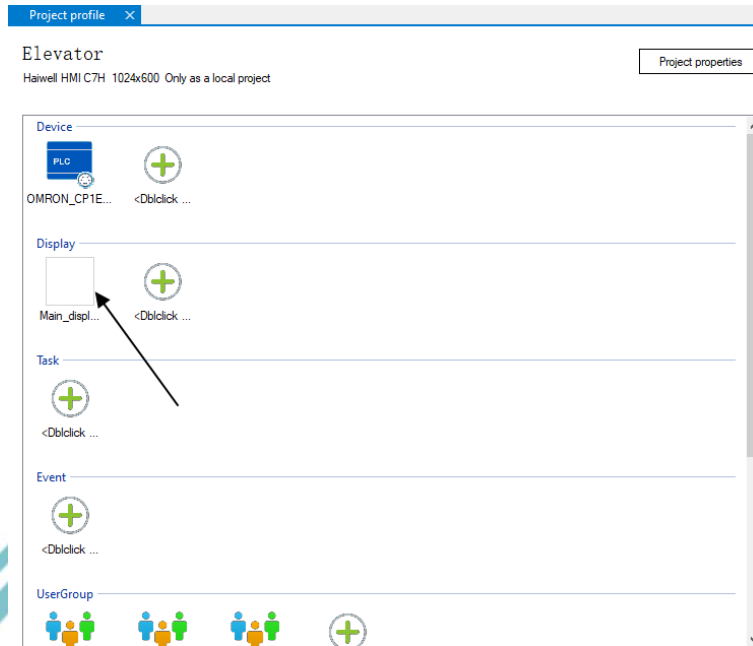 Project profile
Elevator
Project properties
Haiwell HMI C7H 1024x600 Only as a local project
Device
PLC
OMRON_CP1E... <Dblclick ...
Display
Main_displ... <Dblclick ...
Task
<Dblclick ...
Event
<Dblclick ...
UserGroup